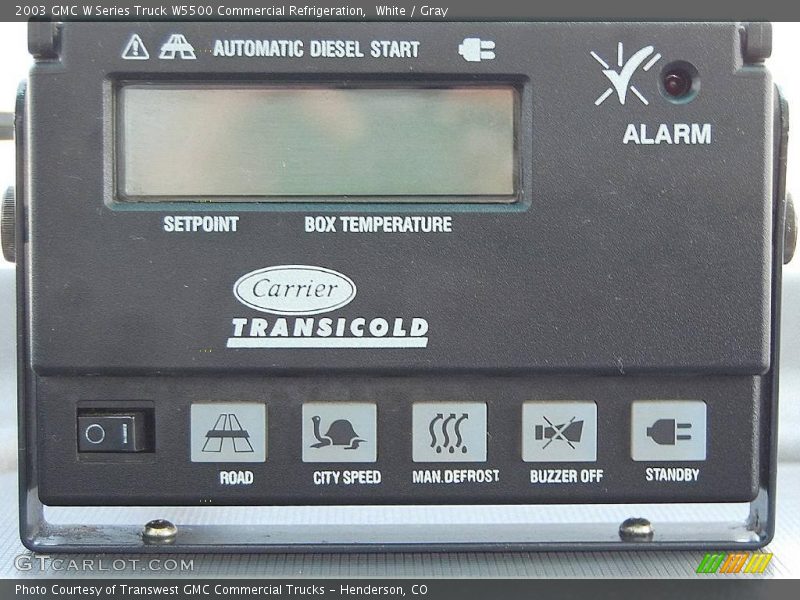 2003 GMC W Series Truck W5500 Commercial Refrigeration, White / Gray
AUTOMATIC DIESEL START
ALARM
SETPOINT BOX TEMPERATURE
Carrier
TRANSICOLD
ROAD CITY SPEED MAN.DEFROST BUZZER OFF STANDBY
GTCARLOT.COM
Photo Courtesy of Transwest GMC Commercial Trucks - Henderson, CO